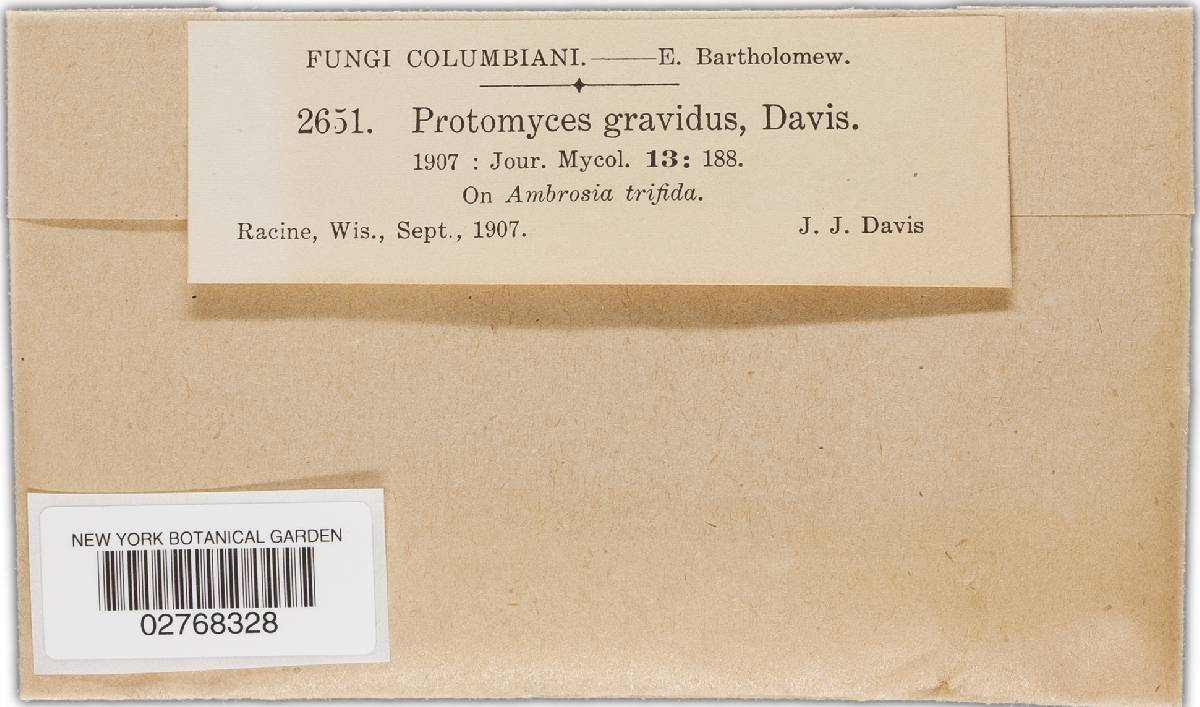 FUNGI COLUMBIANI.——E. Bartholomew.
2651. Protomyces gravidus, Davis.
1907 : Jour. Mycol. 13: 188.
On Ambrosia trifida.
Racine, Wis., Sept., 1907. J. J. Davis
NEW YORK BOTANICAL GARDEN
02768328